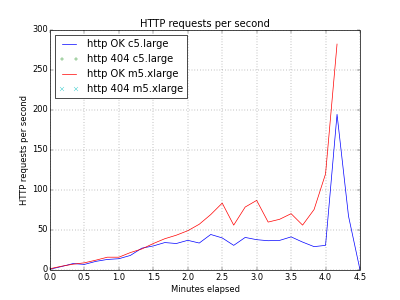 HTTP requests per second
300
250
200
150
100
50
0
HTTP requests per second
http OK c5.large
http 404 c5.large
http OK m5.xlarge
http 404 m5.xlarge
0.0 0.5 1.0 1.5 2.0 2.5 3.0 3.5 4.0 4.5
Minutes elapsed